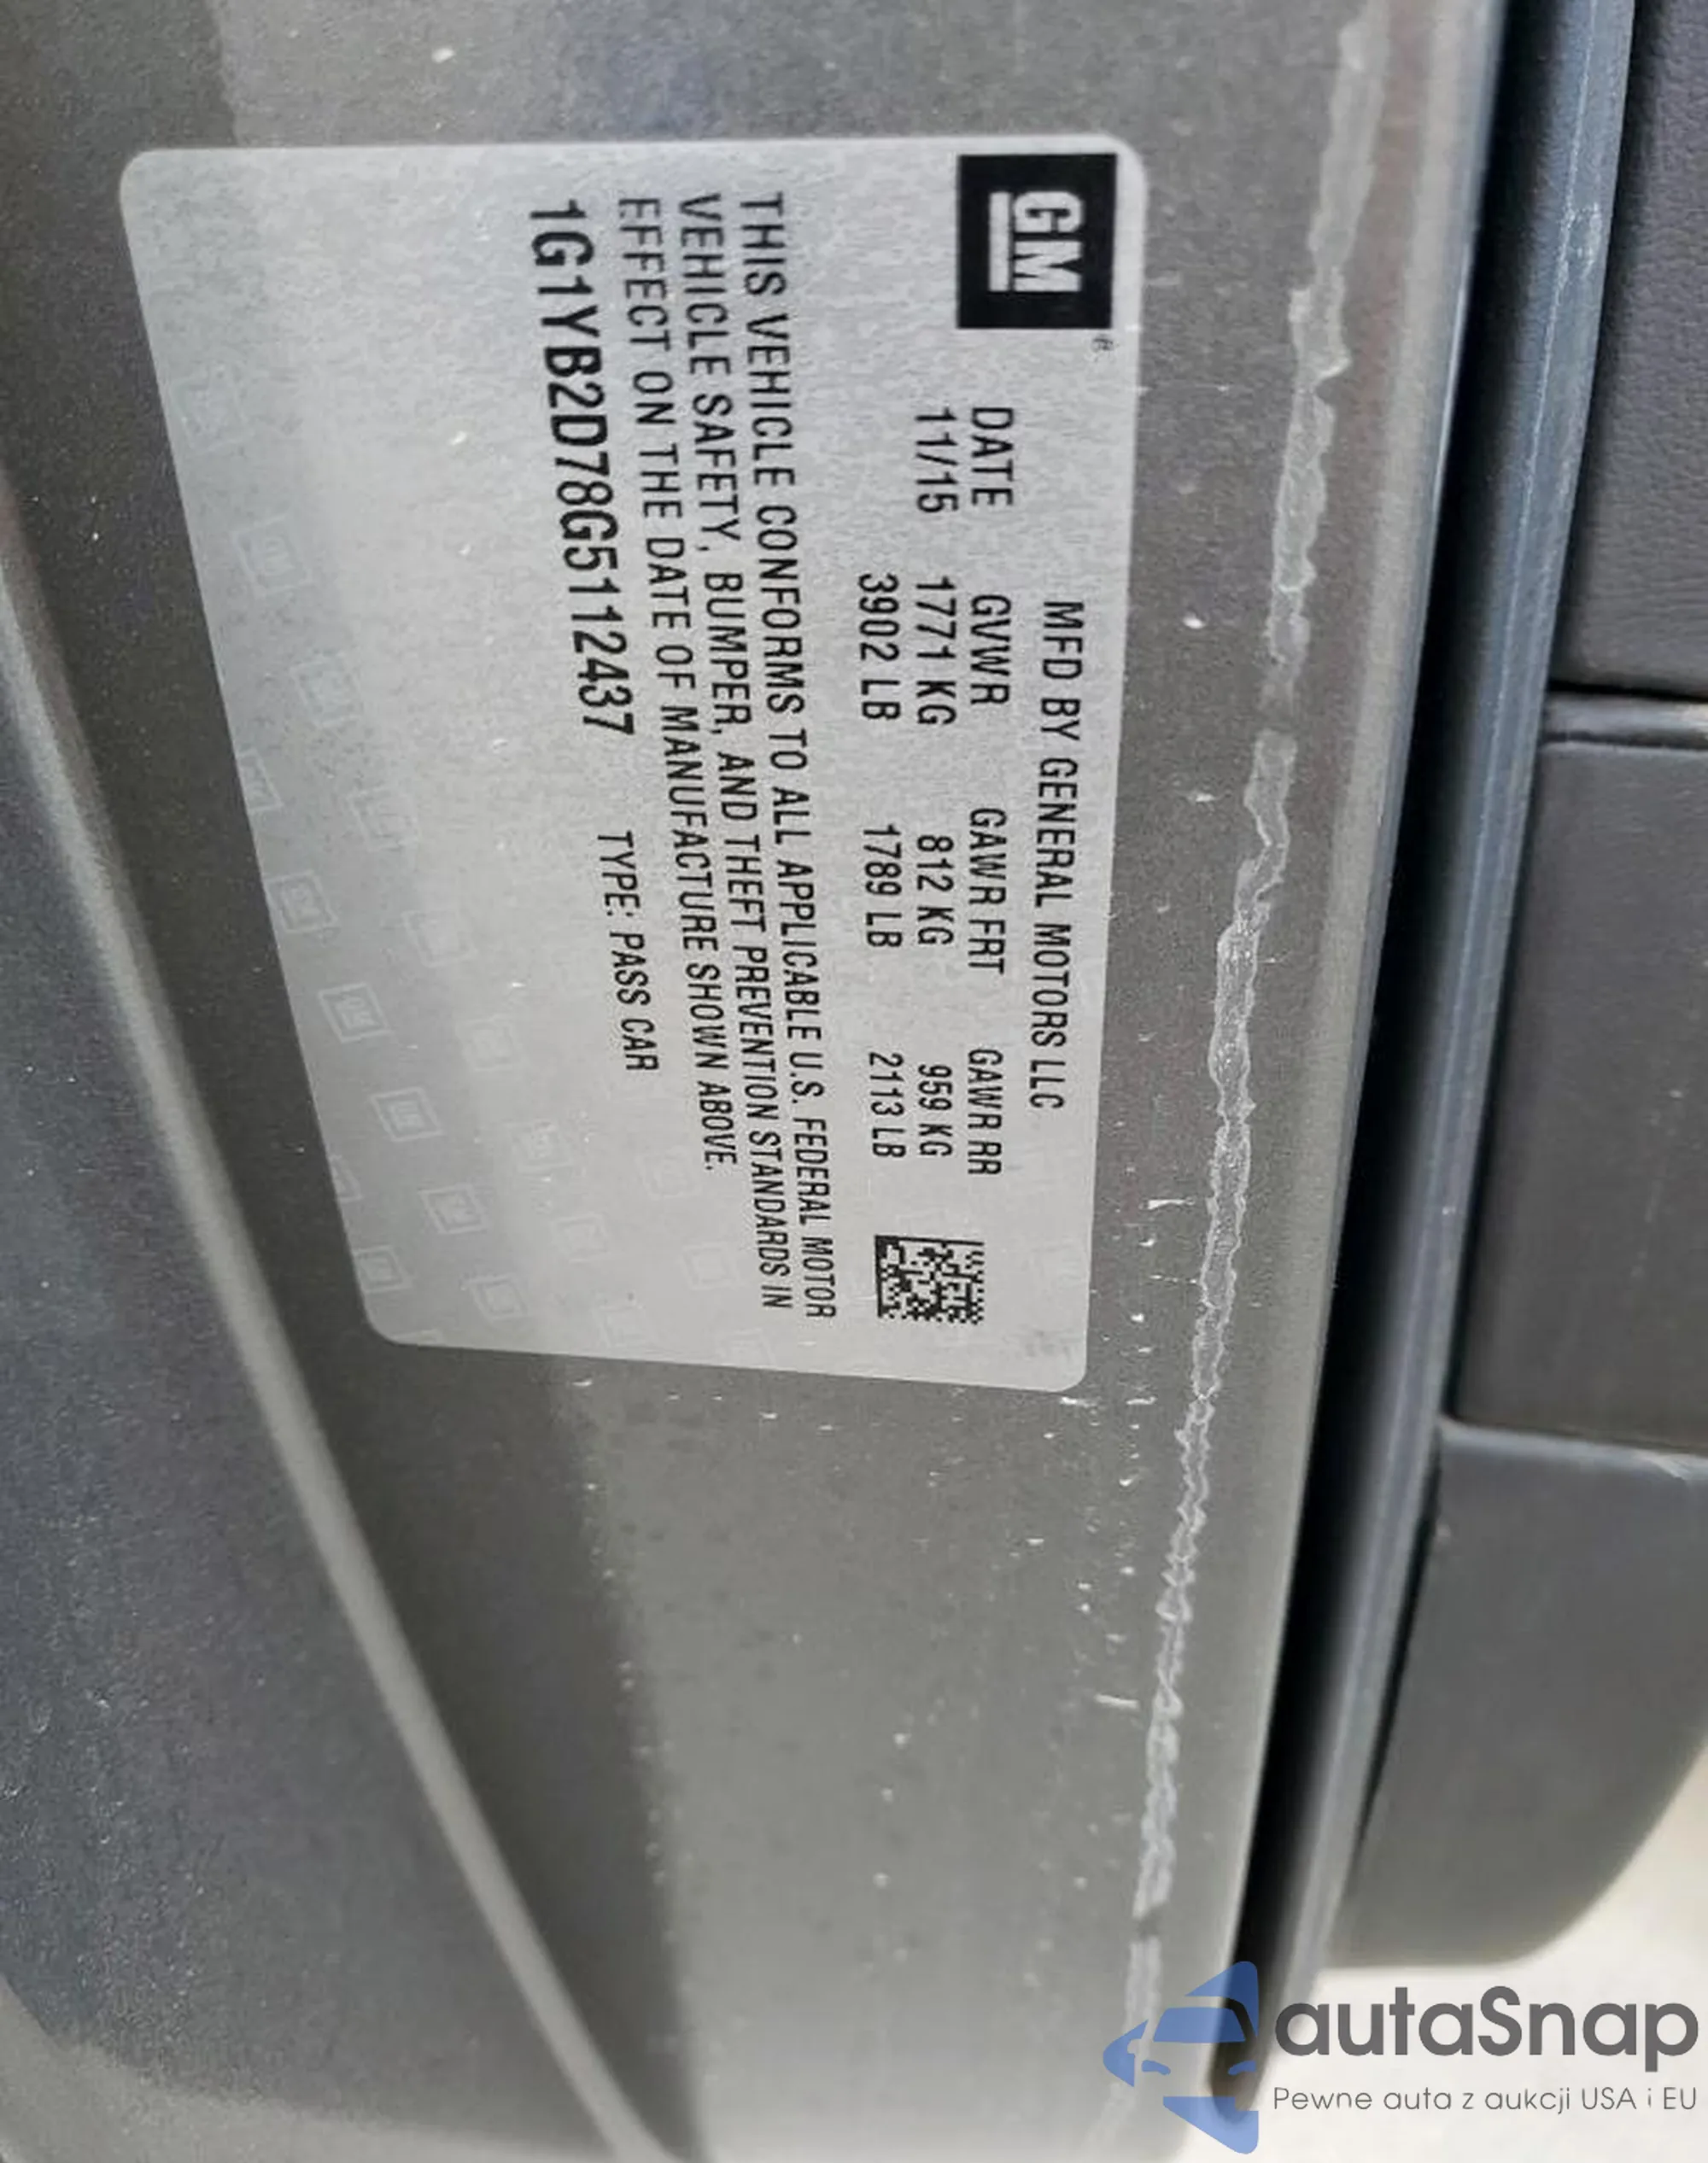 GM®
MFD BY GENERAL MOTORS LLC
DATE GVWR GAWR FRT GAWR RR
11/15 1771 KG 812 KG 959 KG
3902 LB 1789 LB 2113 LB
THIS VEHICLE CONFORMS TO ALL APPLICABLE U.S. FEDERAL MOTOR
VEHICLE SAFETY, BUMPER, AND THEFT PREVENTION STANDARDS IN
EFFECT ON THE DATE OF MANUFACTURE SHOWN ABOVE.
1G1YB2D78G5112437 TYPE: PASS CAR
autaSnap
Pewne auta z aukcji USA i EU